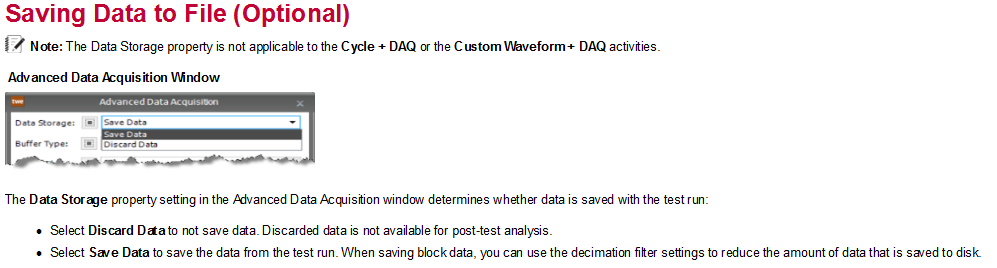 Saving Data to File (Optional)
Note: The Data Storage property is not applicable to the Cycle + DAQ or the Custom Waveform + DAQ activities.
Advanced Data Acquisition Window
twe Advanced Data Acquisition ×
Data Storage: Save Data
Save Data
Buffer Type: Discard Data
The Data Storage property setting in the Advanced Data Acquisition window determines whether data is saved with the test run:
• Select Discard Data to not save data. Discarded data is not available for post-test analysis.
• Select Save Data to save the data from the test run. When saving block data, you can use the decimation filter settings to reduce the amount of data that is saved to disk.